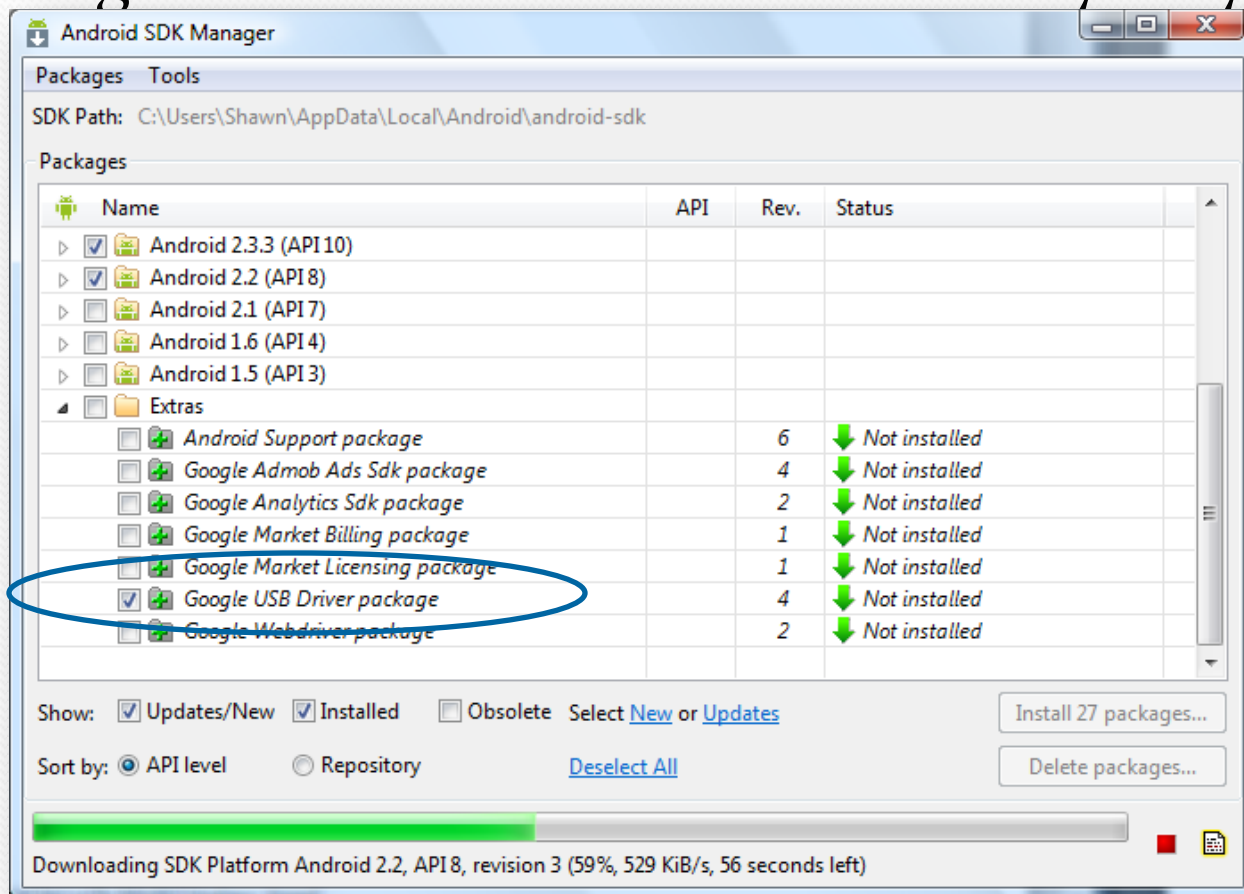 Android SDK Manager
Packages Tools
SDK Path: C:\Users\Shawn\AppData\Local\Android\android-sdk
Packages
Name API Rev. Status
Android 2.3.3 (API 10)
Android 2.2 (API 8)
Android 2.1 (API 7)
Android 1.6 (API 4)
Android 1.5 (API 3)
Extras
Android Support package 6 Not installed
Google Admob Ads Sdk package 4 Not installed
Google Analytics Sdk package 2 Not installed
Google Market Billing package 1 Not installed
Google Market Licensing package 1 Not installed
Google USB Driver package 4 Not installed
Google Webdriver package 2 Not installed
Show: Updates/New Installed Obsolete Select New or Updates Install 27 packages...
Sort by: API level Repository Deselect All Delete packages...
Downloading SDK Platform Android 2.2, API 8, revision 3 (59%, 529 KiB/s, 56 seconds left)